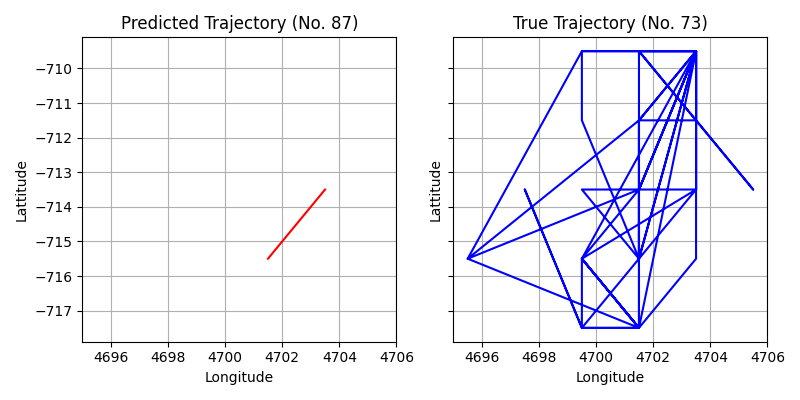 Predicted Trajectory (No. 87)
True Trajectory (No. 73)
Lattitude
−710
−711
−712
−713
−714
−715
−716
−717
4696 4698 4700 4702 4704 4706
Longitude
Lattitude
4696 4698 4700 4702 4704 4706
Longitude